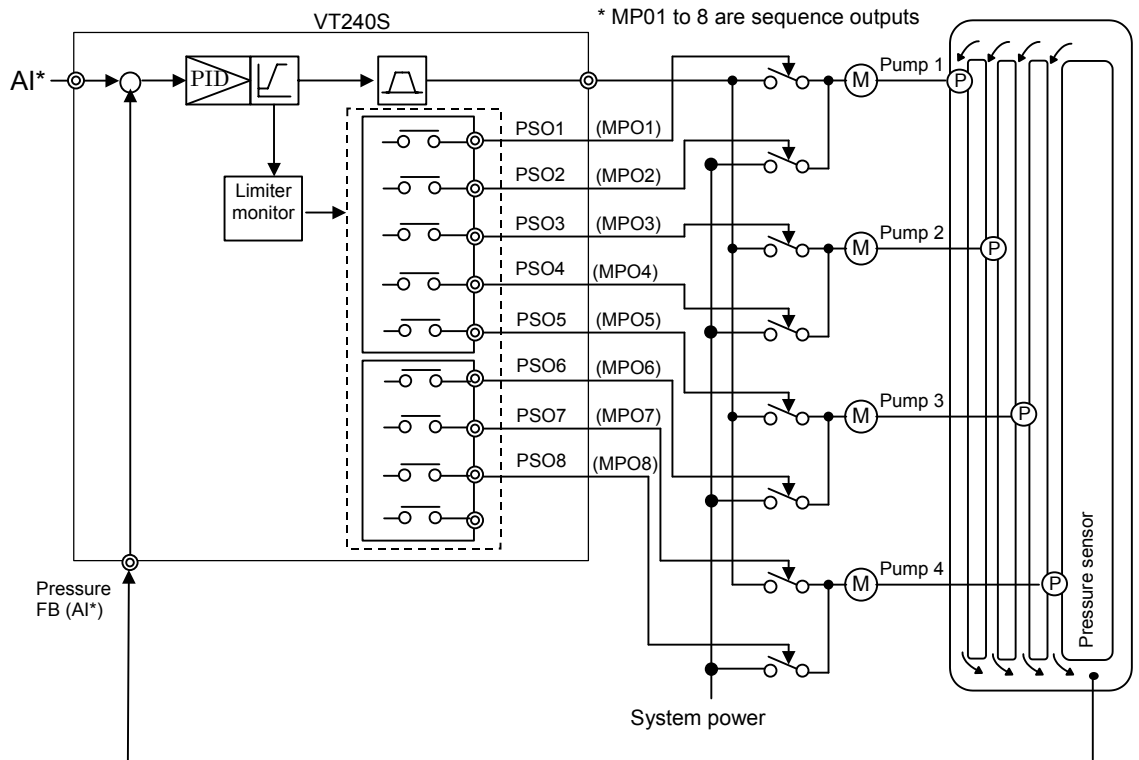 VT240S
* MP01 to 8 are sequence outputs
AI*
PID
Limiter
monitor
PSO1 (MPO1)
PSO2 (MPO2)
PSO3 (MPO3)
PSO4 (MPO4)
PSO5 (MPO5)
PSO6 (MPO6)
PSO7 (MPO7)
PSO8 (MPO8)
M Pump 1 P
M Pump 2 P
M Pump 3 P
M Pump 4 P
Pressure sensor
Pressure
FB (AI*)
System power